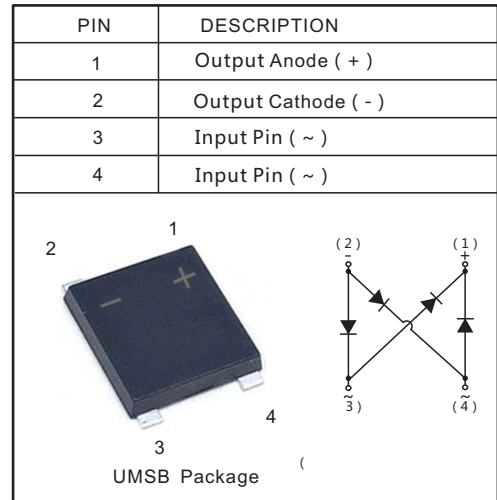 PIN DESCRIPTION
1 Output Anode ( + )
2 Output Cathode ( - )
3 Input Pin ( ~ )
4 Input Pin ( ~ )
1
2
+
-
4
3
UMSB Package
(2) (1)
- +
~ ~
3) (4)
(